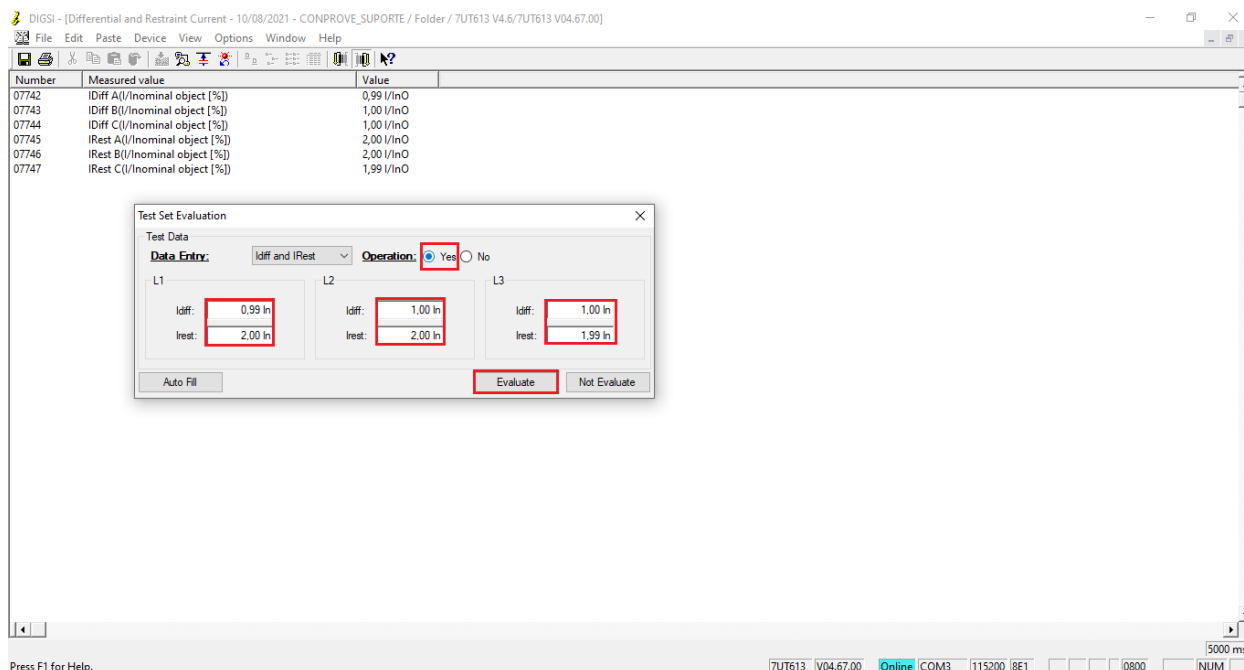 DIGSI - [Differential and Restraint Current - 10/08/2021 - CONPROVE_SUPORTE / Folder / 7UT613 V4.6/7UT613 V04.67.00]
File Edit Paste Device View Options Window Help
Number Measured value Value
07742 IDiff A(I/Inominal object [%]) 0,99 I/InO
07743 IDiff B(I/Inominal object [%]) 1,00 I/InO
07744 IDiff C(I/Inominal object [%]) 1,00 I/InO
07745 IRest A(I/Inominal object [%]) 2,00 I/InO
07746 IRest B(I/Inominal object [%]) 2,00 I/InO
07747 IRest C(I/Inominal object [%]) 1,99 I/InO
Test Set Evaluation
Test Data
Data Entry: Idiff and IRest Operation: Yes No
L1 L2 L3
Idiff: 0,99 In Idiff: 1,00 In Idiff: 1,00 In
Irest: 2,00 In Irest: 2,00 In Irest: 1,99 In
Auto Fill Evaluate Not Evaluate
5000 ms
Press F1 for Help. 7UT613 V04.67.00 Online COM3 115200 8E1 0800 NUM